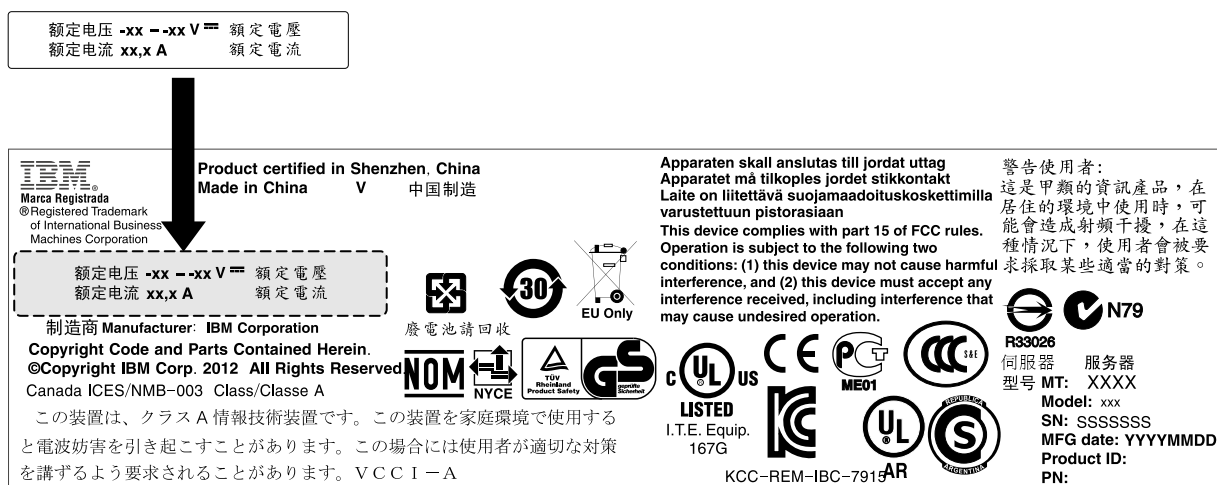 额定电压 -xx – -xx V 額定電壓
额定电流 xx,x A 額定電流
IBM®
Marca Registrada
® Registered Trademark
of International Business
Machines Corporation
Product certified in Shenzhen, China
Made in China V 中国制造
额定电压 -xx – -xx V 額定電壓
额定电流 xx,x A 額定電流
制造商 Manufacturer: IBM Corporation
Copyright Code and Parts Contained Herein.
©Copyright IBM Corp. 2012 All Rights Reserved.
Canada ICES/NMB-003 Class/Classe A
この装置は、クラス A 情報技術装置です。この装置を家庭環境で使用する
と電波妨害を引き起こすことがあります。この場合には使用者が適切な対策
を講ずるよう要求されることがあります。ＶＣＣＩ－Ａ
廢電池請回收
30
EU Only
NOM
NYCE
TÜV
Rheinland
Product Safety
GS
geprüfte
Sicherheit
Apparaten skall anslutas till jordat uttag
Apparatet må tilkoples jordet stikkontakt
Laite on liitettävä suojamaadoituskoskettimilla
varustettuun pistorasiaan
This device complies with part 15 of FCC rules.
Operation is subject to the following two
conditions: (1) this device may not cause harmful
interference, and (2) this device must accept any
interference received, including interference that
may cause undesired operation.
C UL US
LISTED
I.T.E. Equip.
167G
CE
PCT
ME01
CCC S&E
KC
KCC-REM-IBC-7915
UL
AR
REPUBLICA
S
ARGENTINA
警告使用者:
這是甲類的資訊產品，在
居住的環境中使用時，可
能會造成射頻干擾，在這
種情況下，使用者會被要
求採取某些適當的對策。
R33026
N79
伺服器 服务器
型号 MT: XXXX
Model: xxx
SN: SSSSSSS
MFG date: YYYYMMDD
Product ID:
PN: